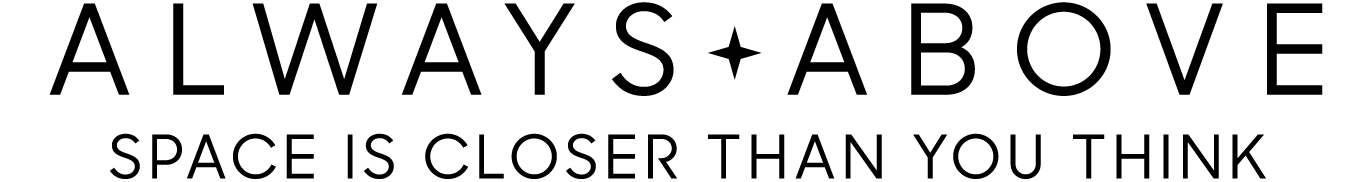 ALWAYS✦ABOVE
SPACE IS CLOSER THAN YOU THINK